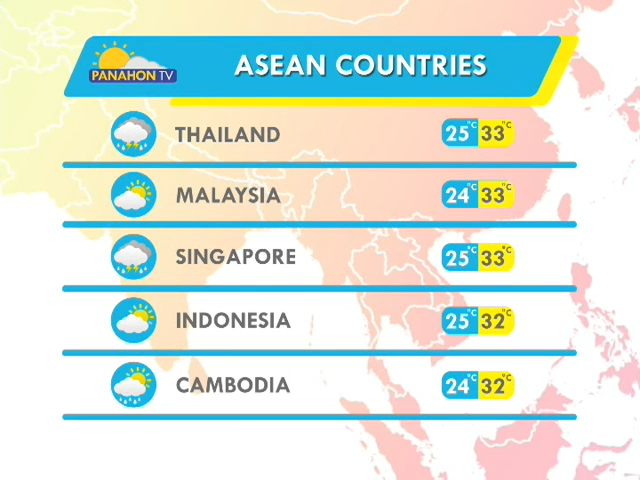 PANAHON TV
ASEAN COUNTRIES
THAILAND 25°C 33°C
MALAYSIA 24°C 33°C
SINGAPORE 25°C 33°C
INDONESIA 25°C 32°C
CAMBODIA 24°C 32°C